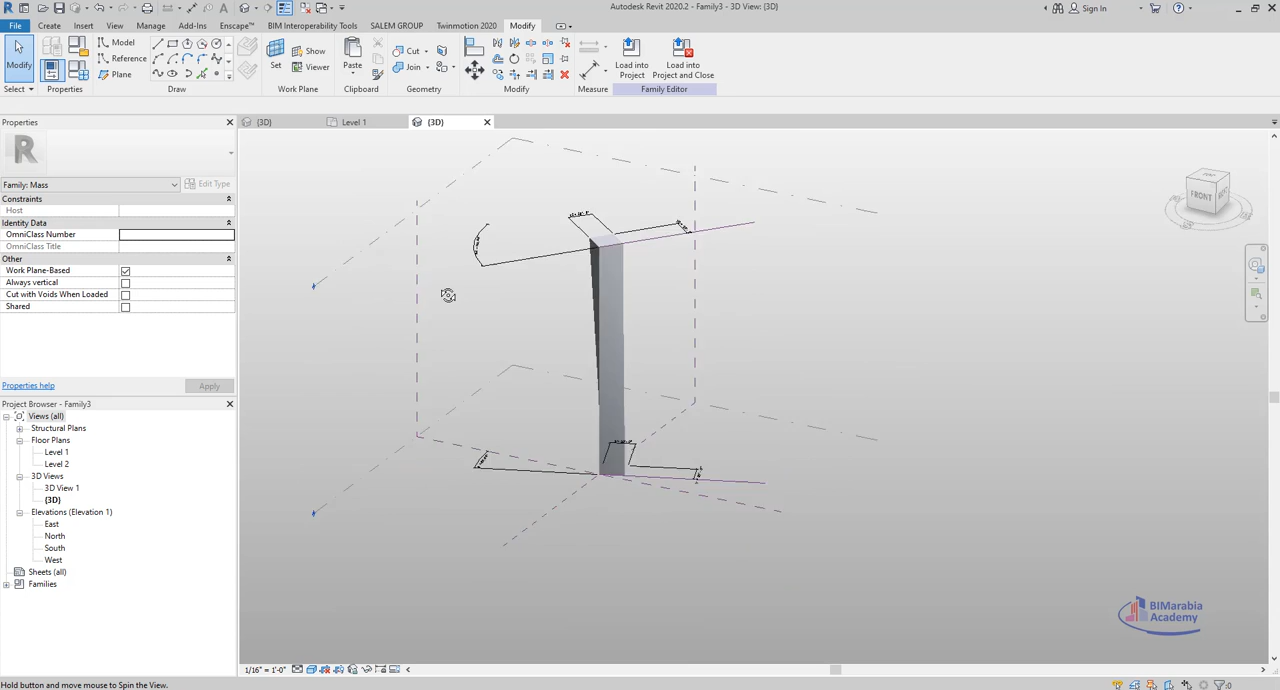 Autodesk Revit 2020.2 - Family3 - 3D View: {3D}
Sign In
File Create Insert View Manage Add-Ins Enscape™ BIM Interoperability Tools SALEM GROUP Twinmotion 2020 Modify
Modify
Model
Reference
Plane
Set
Show
Viewer
Paste
Cut
Join
Load into Project
Load into Project and Close
Select Properties Draw Work Plane Clipboard Geometry Modify Measure Family Editor
Properties
{3D} Level 1 {3D}
Family: Mass Edit Type
Constraints
Host
Identity Data
OmniClass Number
OmniClass Title
Other
Work Plane-Based
Always vertical
Cut with Voids When Loaded
Shared
Properties help Apply
Project Browser - Family3
Views (all)
Structural Plans
Floor Plans
Level 1
Level 2
3D Views
3D View 1
{3D}
Elevations (Elevation 1)
East
North
South
West
Sheets (all)
Families
FRONT
BIMarabia
Academy
1/16" = 1'-0"
Hold button and move mouse to Spin the View.
:0